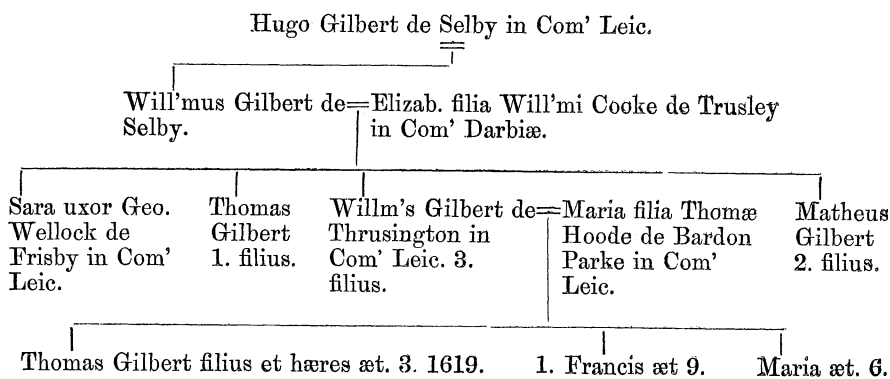 Hugo Gilbert de Selby in Com' Leic.
Will'mus Gilbert de═Elizab. filia Will'mi Cooke de Trusley
Selby.
in Com' Darbiæ.
Sara uxor Geo.
Wellock de
Frisby in Com'
Leic.
Thomas
Gilbert
1. filius.
Willm's Gilbert de═Maria filia Thomæ
Thrusington in
Com' Leic. 3.
filius.
Hoode de Bardon
Parke in Com'
Leic.
Matheus
Gilbert
2. filius.
Thomas Gilbert filius et hæres æt. 3. 1619.
1. Francis æt 9.
Maria æt. 6.